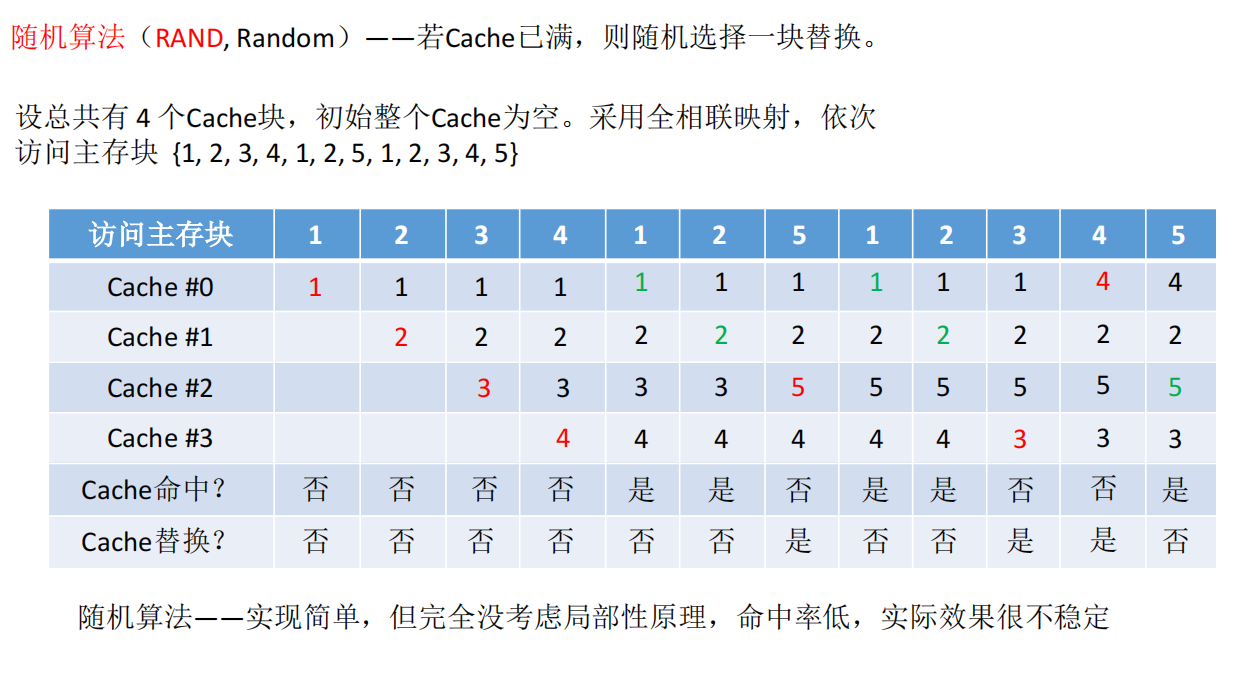 随机算法（RAND, Random）——若Cache已满，则随机选择一块替换。
设总共有 4 个Cache块，初始整个Cache为空。采用全相联映射，依次
访问主存块 {1, 2, 3, 4, 1, 2, 5, 1, 2, 3, 4, 5}
访问主存块 1 2 3 4 1 2 5 1 2 3 4 5
Cache #0 1 1 1 1 1 1 1 1 1 1 4 4
Cache #1 2 2 2 2 2 2 2 2 2 2 2
Cache #2 3 3 3 3 5 5 5 5 5 5
Cache #3 4 4 4 4 4 4 3 3 3
Cache命中？ 否 否 否 否 是 是 否 是 是 否 否 是
Cache替换？ 否 否 否 否 否 否 是 否 否 是 是 否
随机算法——实现简单，但完全没考虑局部性原理，命中率低，实际效果很不稳定